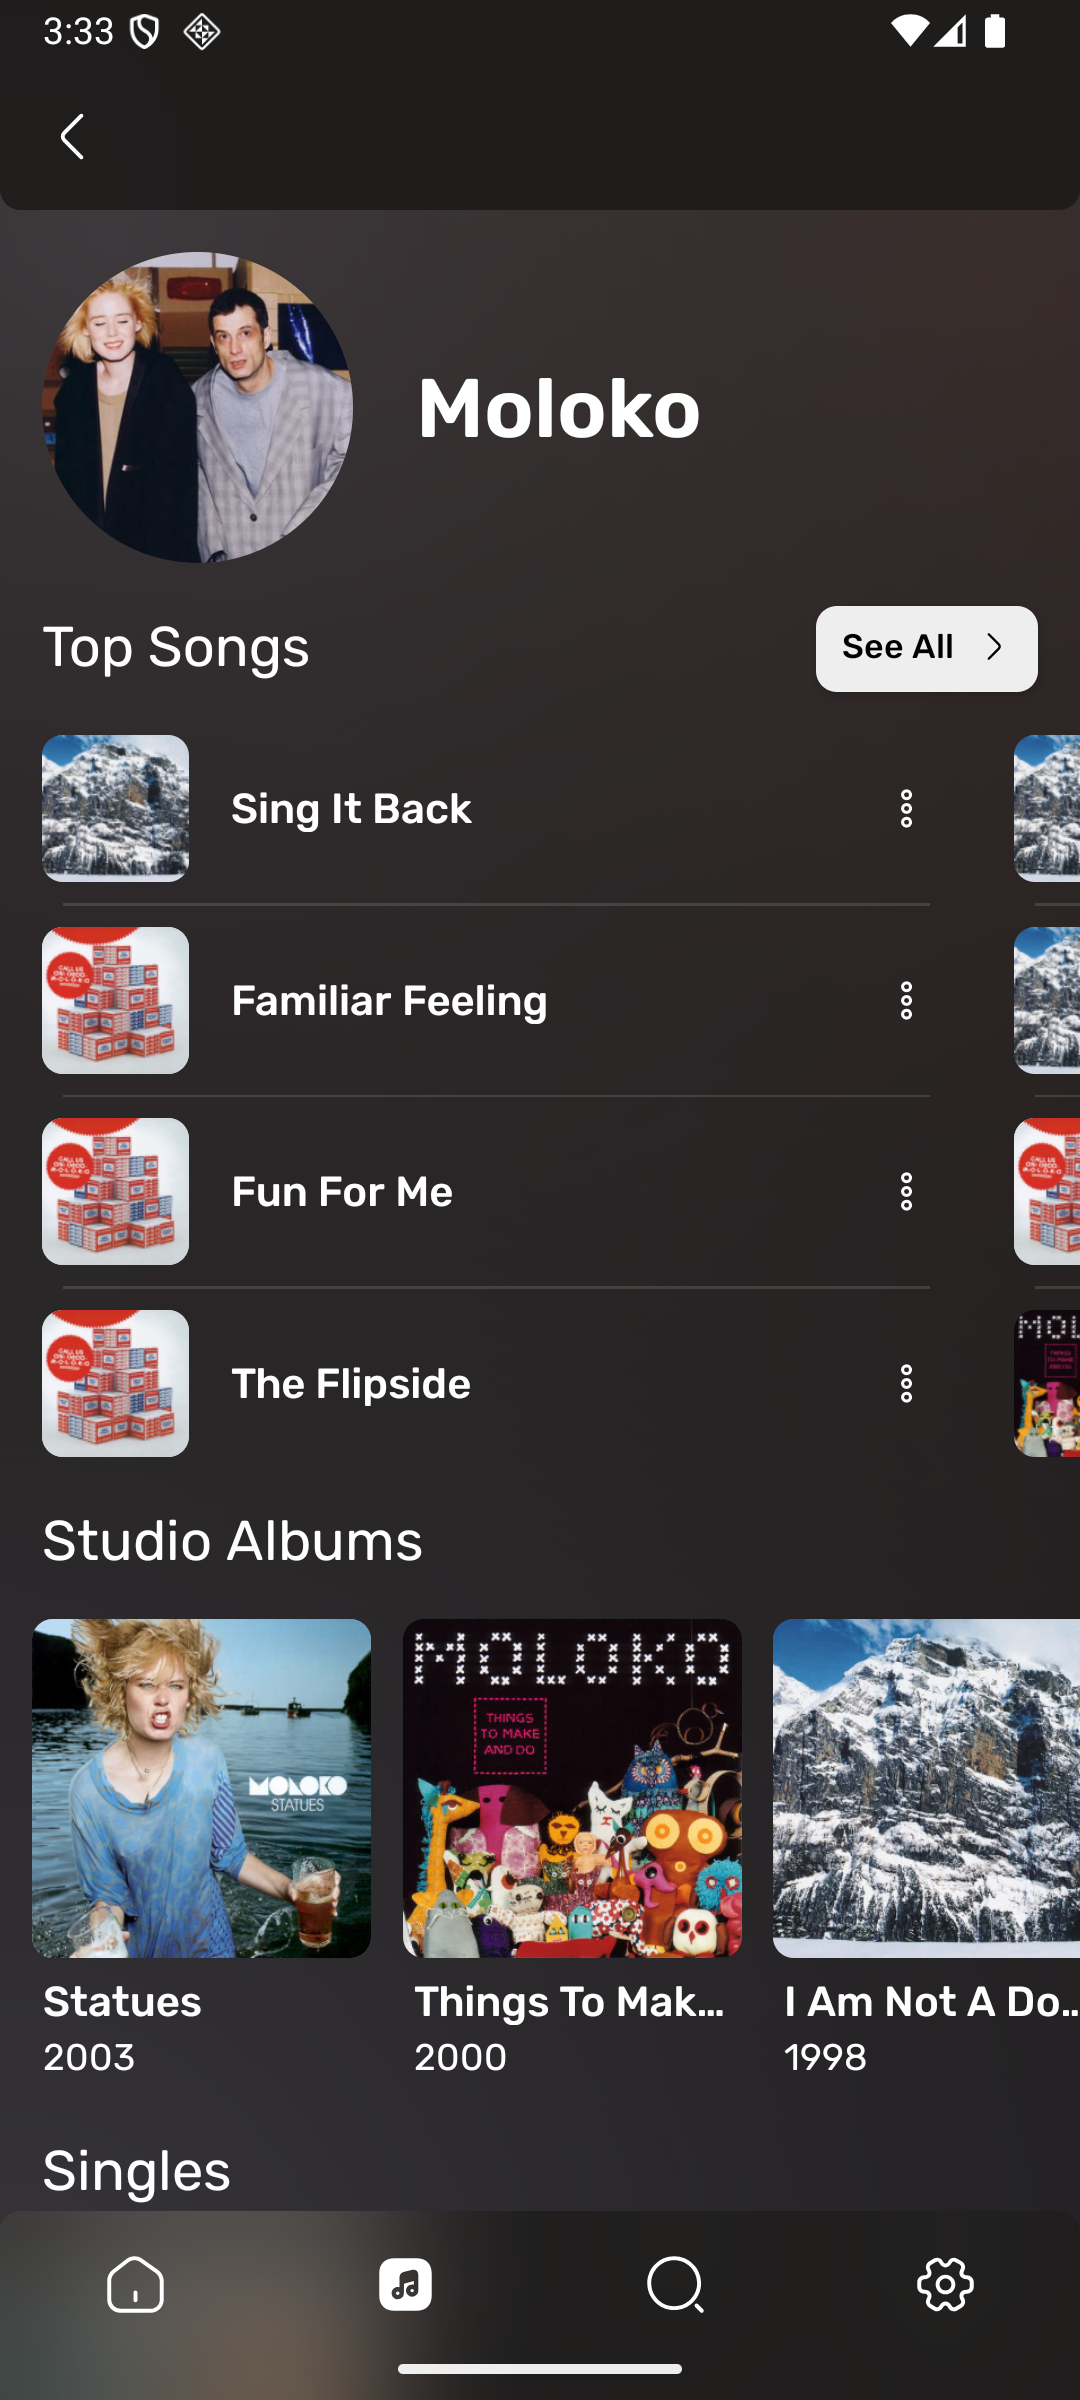 3:33
Moloko
Top Songs
See All
Sing It Back
Familiar Feeling
Fun For Me
The Flipside
Studio Albums
MOLOKO
STATUES
MOLOKO
THINGS
TO MAKE
AND DO
Statues
2003
Things To Mak...
2000
I Am Not A Do...
1998
Singles